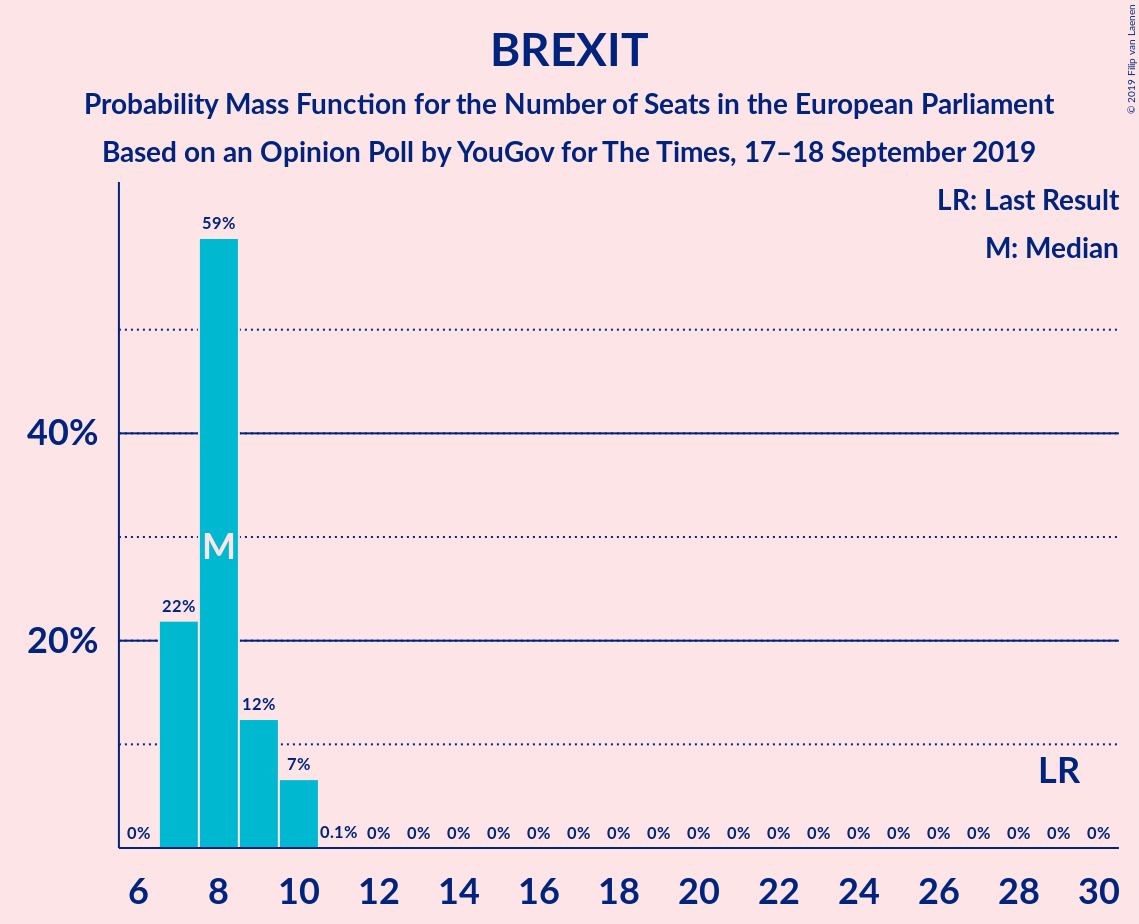 BREXIT
Probability Mass Function for the Number of Seats in the European Parliament
Based on an Opinion Poll by YouGov for The Times, 17–18 September 2019
© 2019 Filip van Laenen
LR: Last Result
M: Median
59%
40%
M
22%
20%
12%
7%
LR
0% 0.1% 0% 0% 0% 0% 0% 0% 0% 0% 0% 0% 0% 0% 0% 0% 0% 0% 0% 0% 0%
6 8 10 12 14 16 18 20 22 24 26 28 30